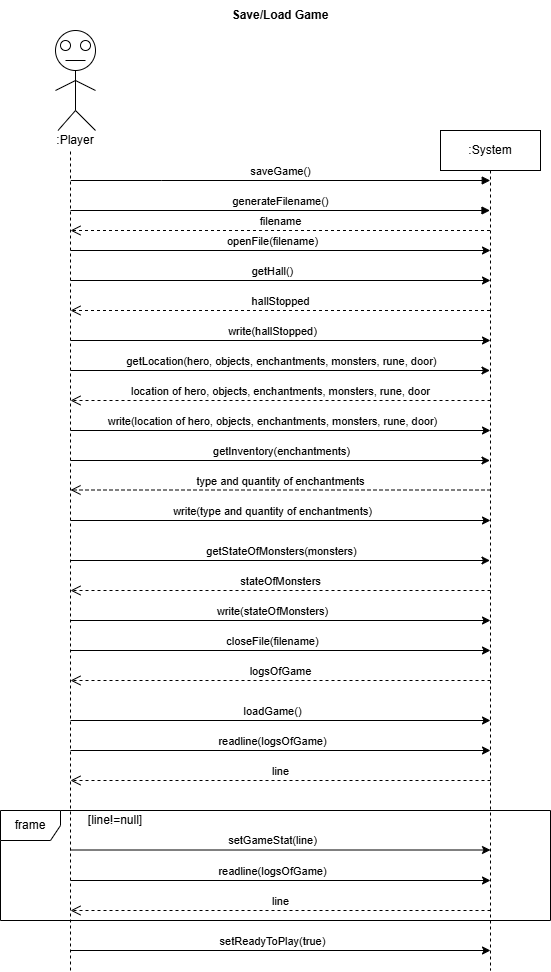 Save/Load Game
:Player
:System
saveGame()
generateFilename()
filename
openFile(filename)
getHall()
hallStopped
write(hallStopped)
getLocation(hero, objects, enchantments, monsters, rune, door)
location of hero, objects, enchantments, monsters, rune, door
write(location of hero, objects, enchantments, monsters, rune, door)
getInventory(enchantments)
type and quantity of enchantments
write(type and quantity of enchantments)
getStateOfMonsters(monsters)
stateOfMonsters
write(stateOfMonsters)
closeFile(filename)
logsOfGame
loadGame()
readline(logsOfGame)
line
frame
[line!=null]
setGameStat(line)
readline(logsOfGame)
line
setReadyToPlay(true)